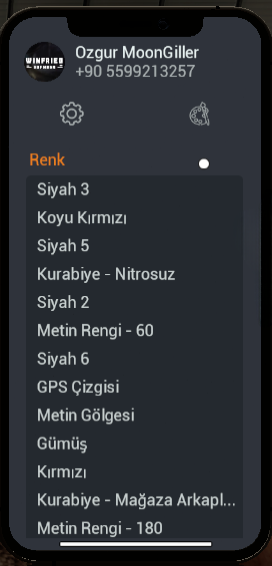 WINFRIED
Ozgur MoonGiller
+90 5599213257
Renk
Siyah 3
Koyu Kırmızı
Siyah 5
Kurabiye - Nitrosuz
Siyah 2
Metin Rengi - 60
Siyah 6
GPS Çizgisi
Metin Gölgesi
Gümüş
Kırmızı
Kurabiye - Mağaza Arkapl...
Metin Rengi - 180